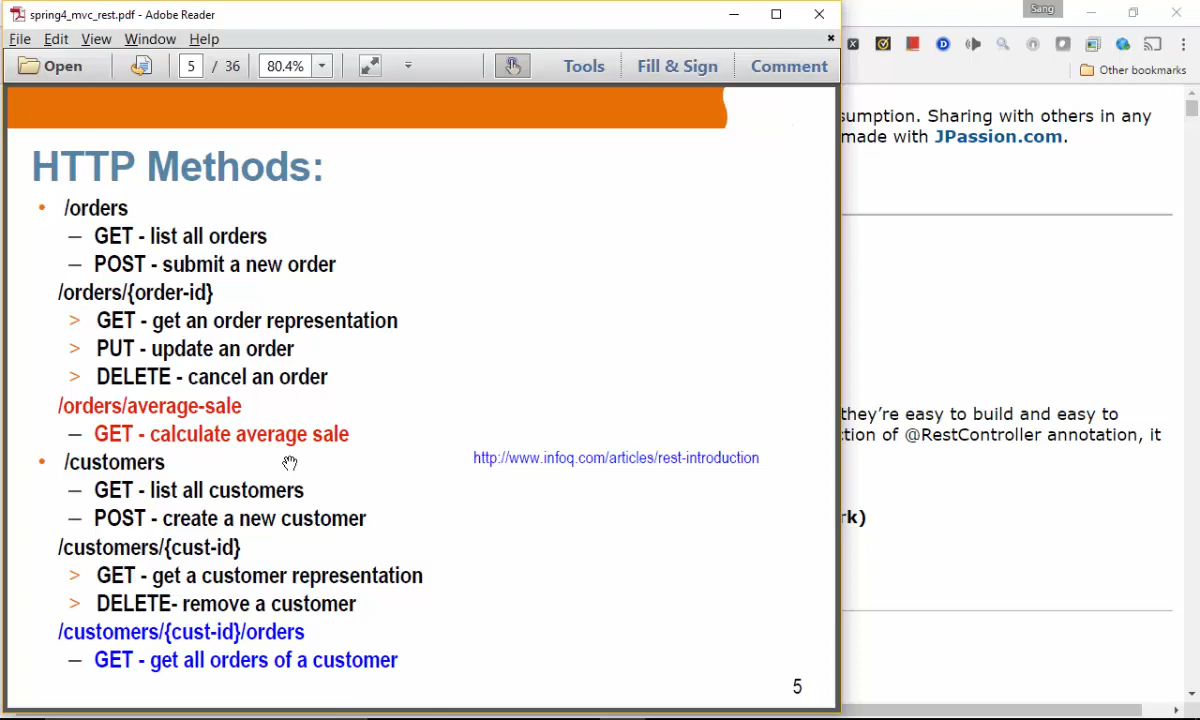 spring4_mvc_rest.pdf - Adobe Reader
Sang
File Edit View Window Help
Open 5 / 36 80.4% Tools Fill & Sign Comment
Other bookmarks
HTTP Methods:
• /orders
– GET - list all orders
– POST - submit a new order
/orders/{order-id}
> GET - get an order representation
> PUT - update an order
> DELETE - cancel an order
/orders/average-sale
– GET - calculate average sale
• /customers
– GET - list all customers
– POST - create a new customer
/customers/{cust-id}
> GET - get a customer representation
> DELETE- remove a customer
/customers/{cust-id}/orders
– GET - get all orders of a customer
http://www.infoq.com/articles/rest-introduction
5
sumption. Sharing with others in any
made with JPassion.com.
they’re easy to build and easy to
ction of @RestController annotation, it
rk)